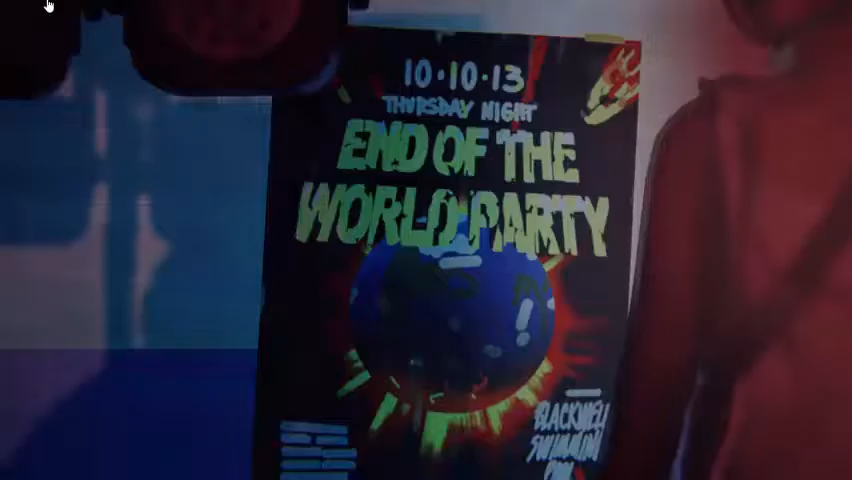 10·10·13
THURSDAY NIGHT
END OF THE
WORLD PARTY
BLACKWELL
SWIMMING